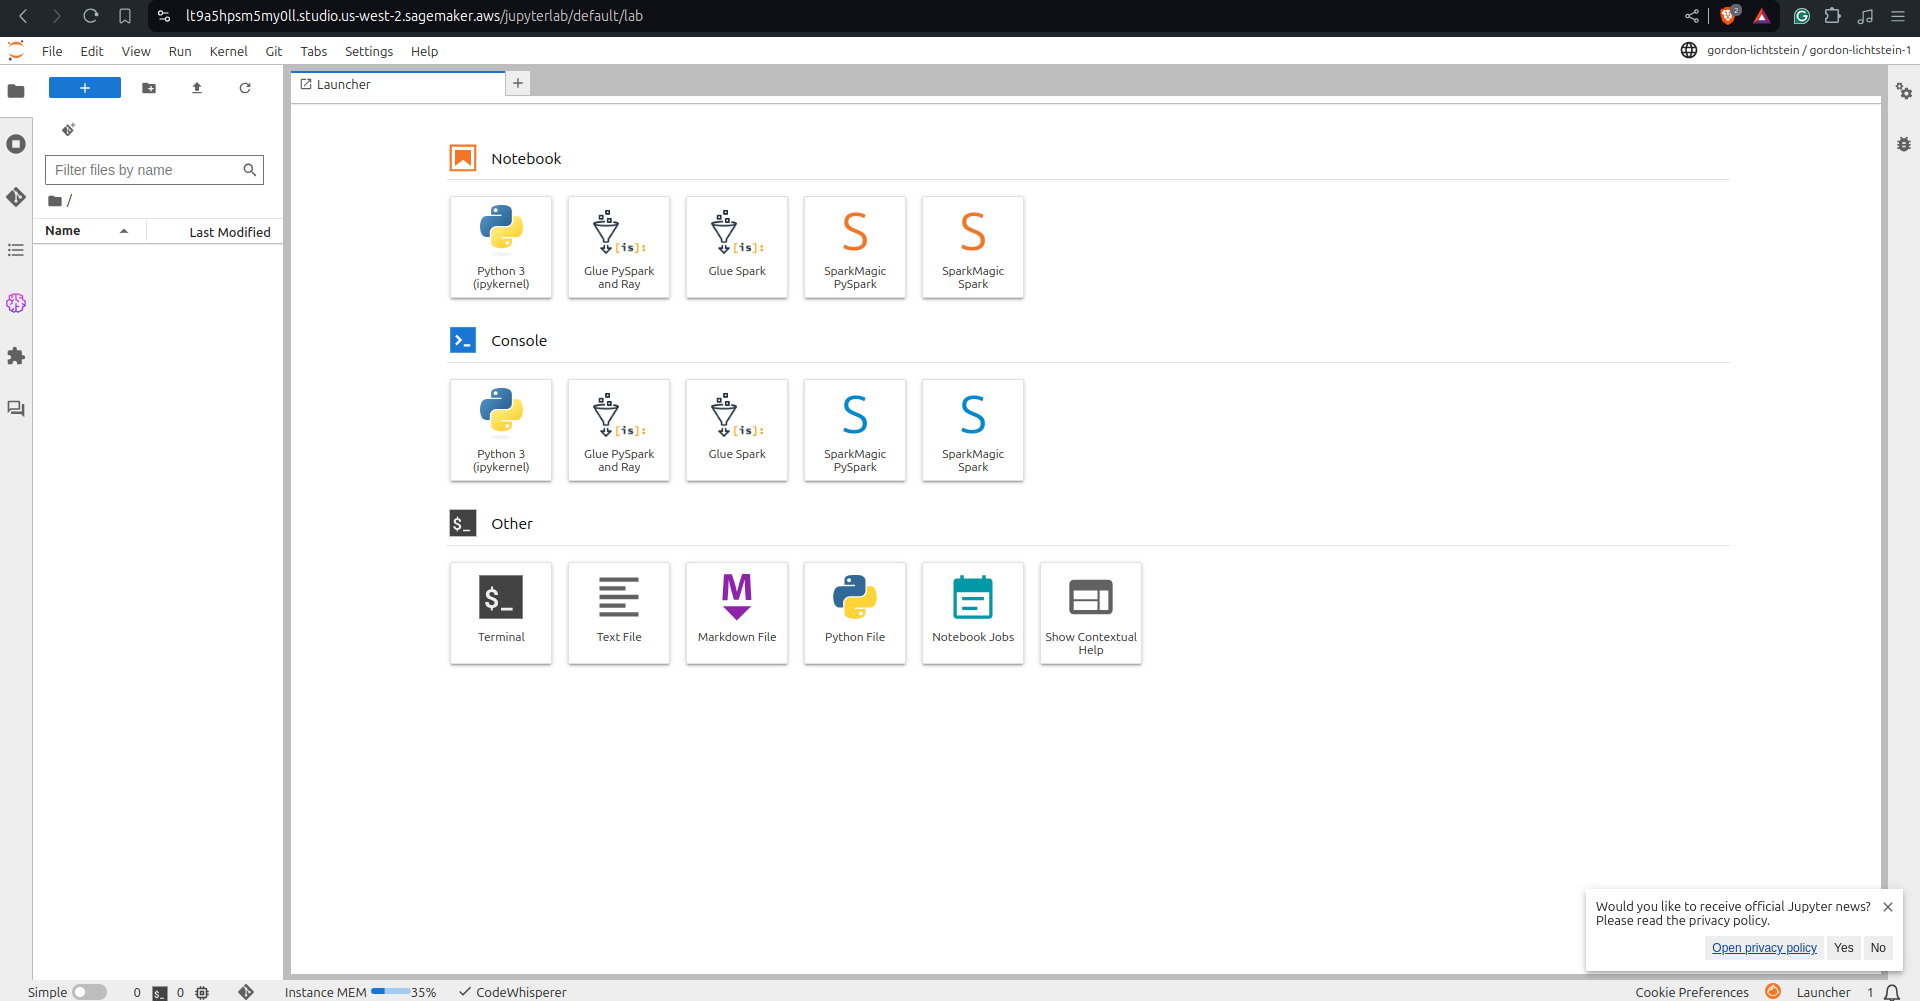 lt9a5hpsm5my0ll.studio.us-west-2.sagemaker.aws/jupyterlab/default/lab
2
File Edit View Run Kernel Git Tabs Settings Help
gordon-lichtstein / gordon-lichtstein-1
Launcher
Filter files by name
/
Name Last Modified
Notebook
Python 3
(ipykernel)
Glue PySpark
and Ray
Glue Spark
SparkMagic
PySpark
SparkMagic
Spark
Console
Python 3
(ipykernel)
Glue PySpark
and Ray
Glue Spark
SparkMagic
PySpark
SparkMagic
Spark
Other
Terminal
Text File
Markdown File
Python File
Notebook Jobs
Show Contextual
Help
Would you like to receive official Jupyter news?
Please read the privacy policy.
Open privacy policy Yes No
Simple 0 $_ 0 Instance MEM 35% CodeWhisperer Cookie Preferences Launcher 1